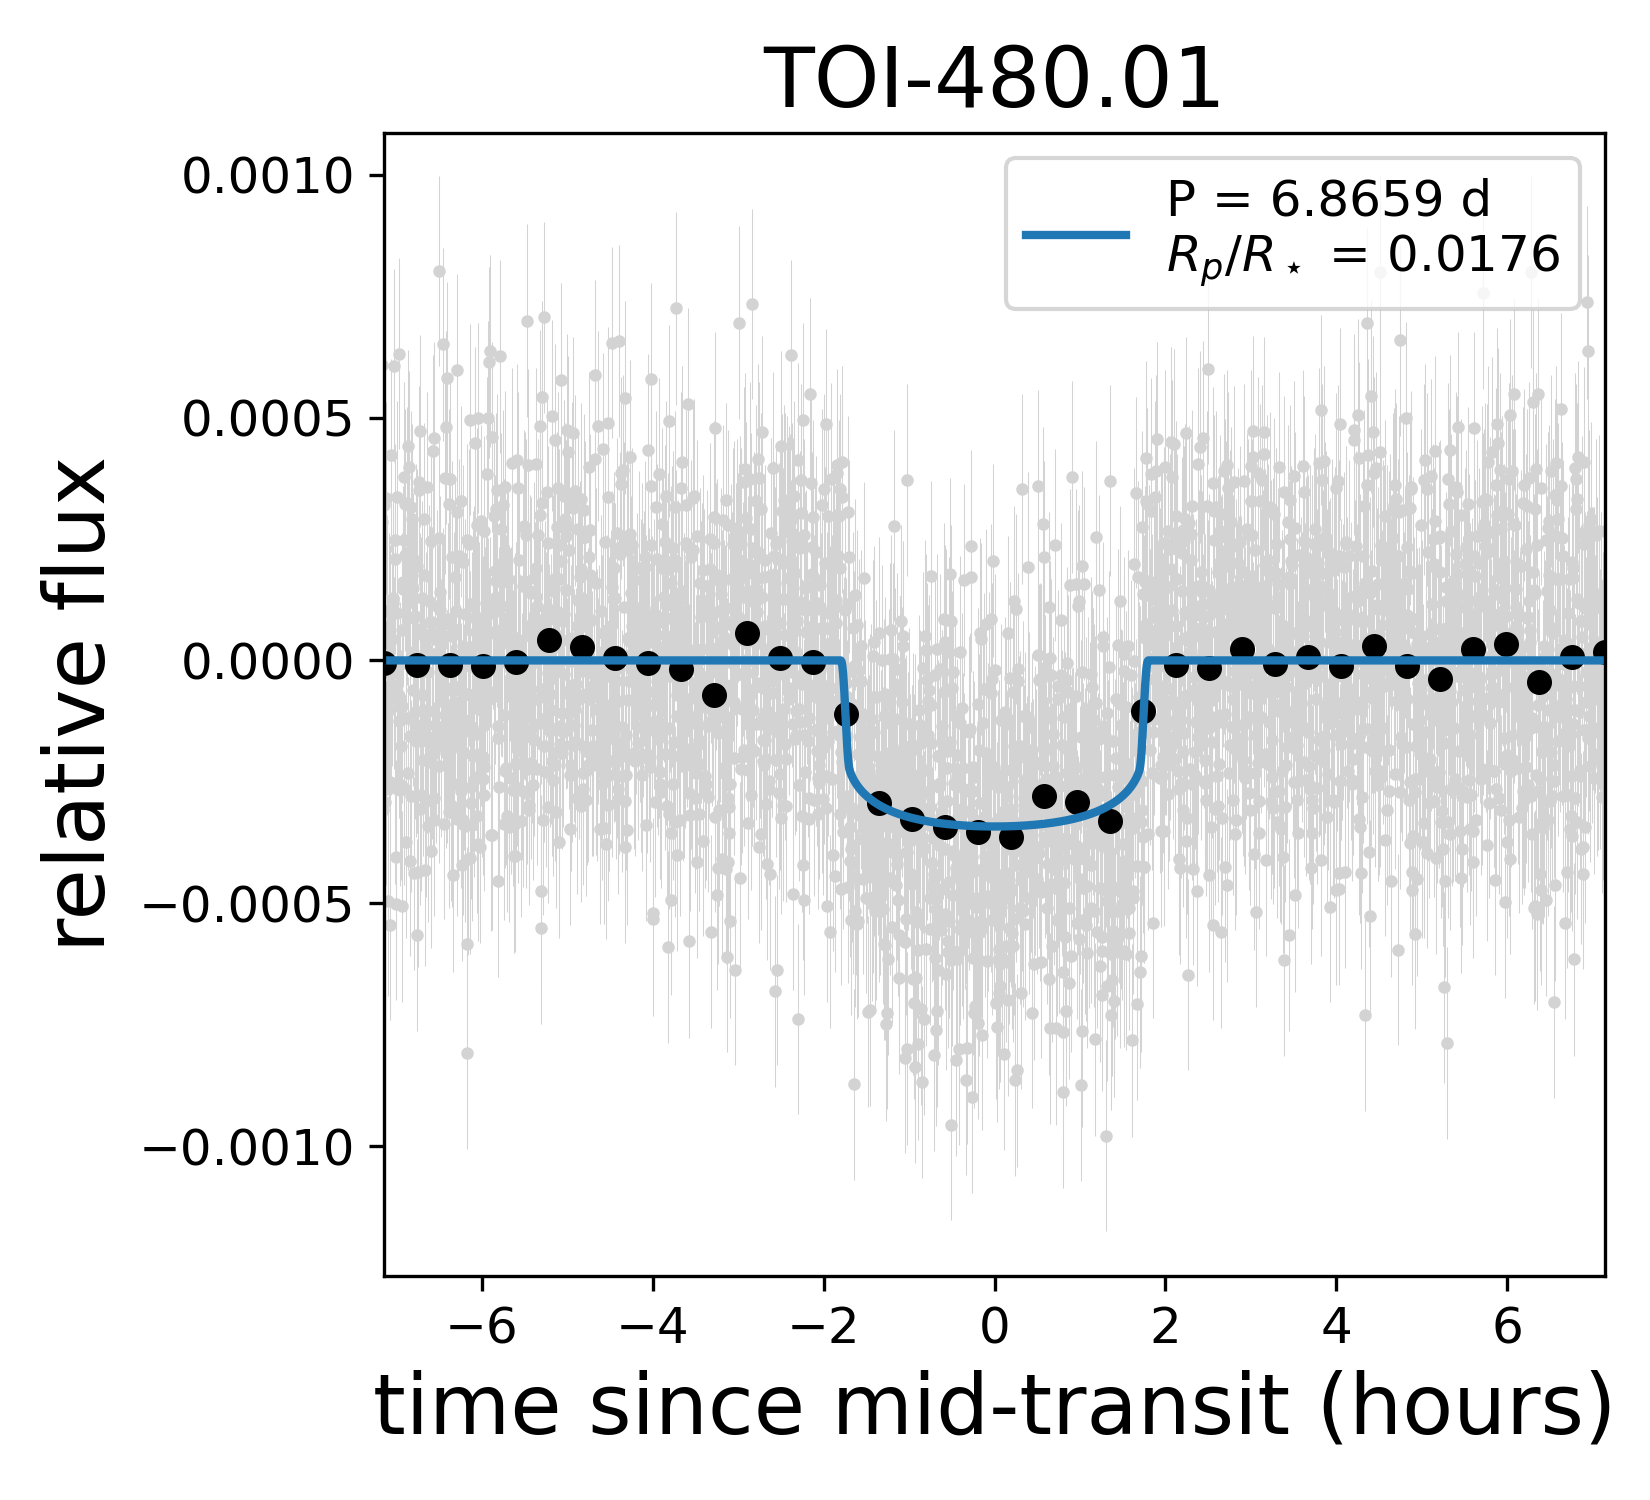 TOI-480.01
P = 6.8659 d
R_p/R_⋆ = 0.0176
0.0010
0.0005
0.0000
−0.0005
−0.0010
relative flux
−6 −4 −2 0 2 4 6
time since mid-transit (hours)